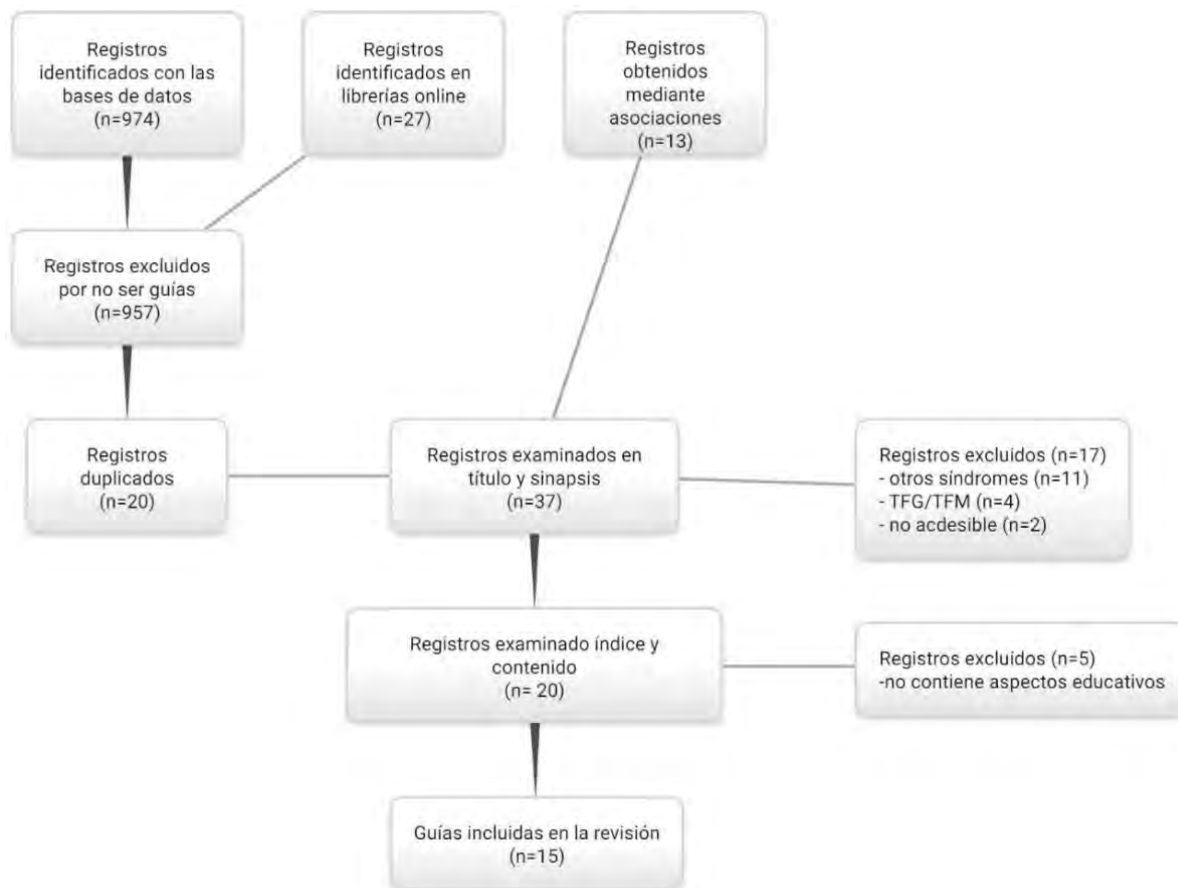 Registros
identificados con las
bases de datos
(n=974)
Registros
identificados en
librerías online
(n=27)
Registros
obtenidos
mediante
asociaciones
(n=13)
Registros excluidos
por no ser guías
(n=957)
Registros
duplicados
(n=20)
Registros examinados en
título y sinapsis
(n=37)
Registros excluidos (n=17)
- otros síndromes (n=11)
- TFG/TFM (n=4)
- no acdesible (n=2)
Registros examinado índice y
contenido
(n= 20)
Registros excluidos (n=5)
-no contiene aspectos educativos
Guías incluidas en la revisión
(n=15)